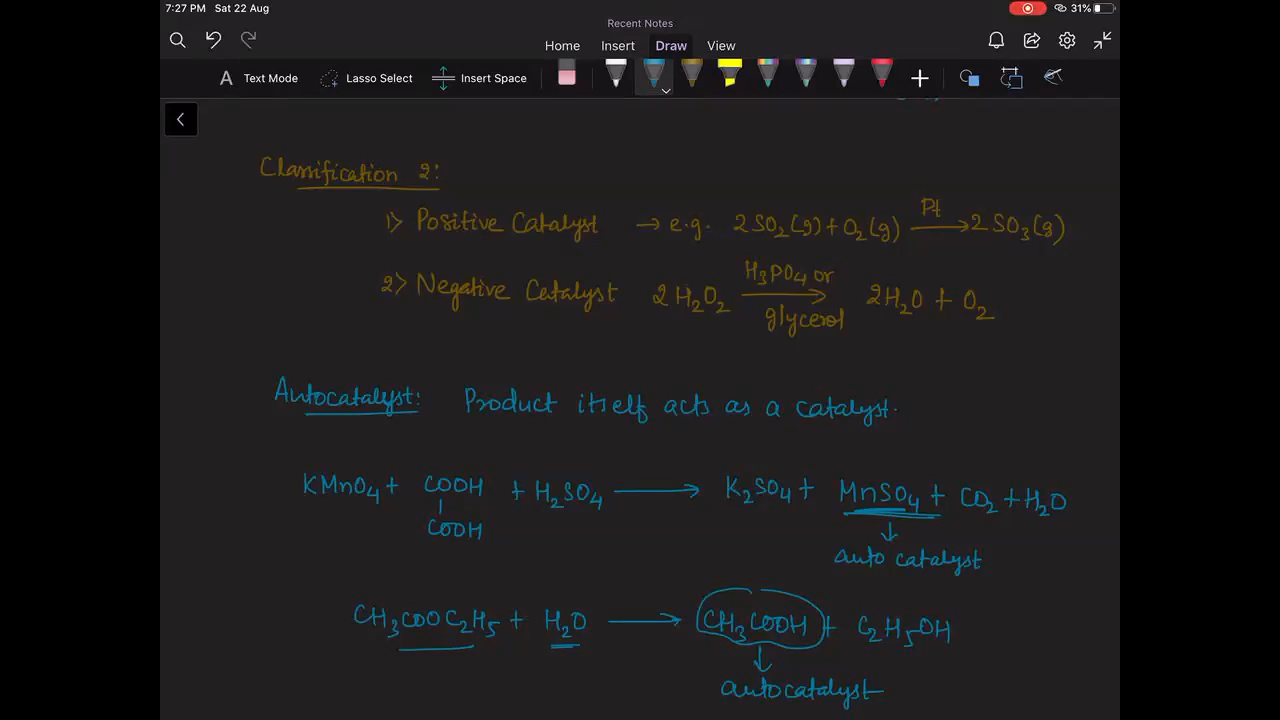 7:27 PM Sat 22 Aug 31%
Recent Notes
Home Insert Draw View
A Text Mode Lasso Select Insert Space
Classification 2:
1> Positive Catalyst → e.g. 2SO₂(g) + O₂(g) Pt → 2SO₃(g)
2> Negative Catalyst 2H₂O₂ H₃PO₄ or glycerol → 2H₂O + O₂
Autocatalyst: Product itself acts as a catalyst.
KMnO₄ + COOH + H₂SO₄ → K₂SO₄ + MnSO₄ + CO₂ + H₂O
COOH
↓
auto catalyst
CH₃COOC₂H₅ + H₂O → CH₃COOH + C₂H₅OH
↓
autocatalyst